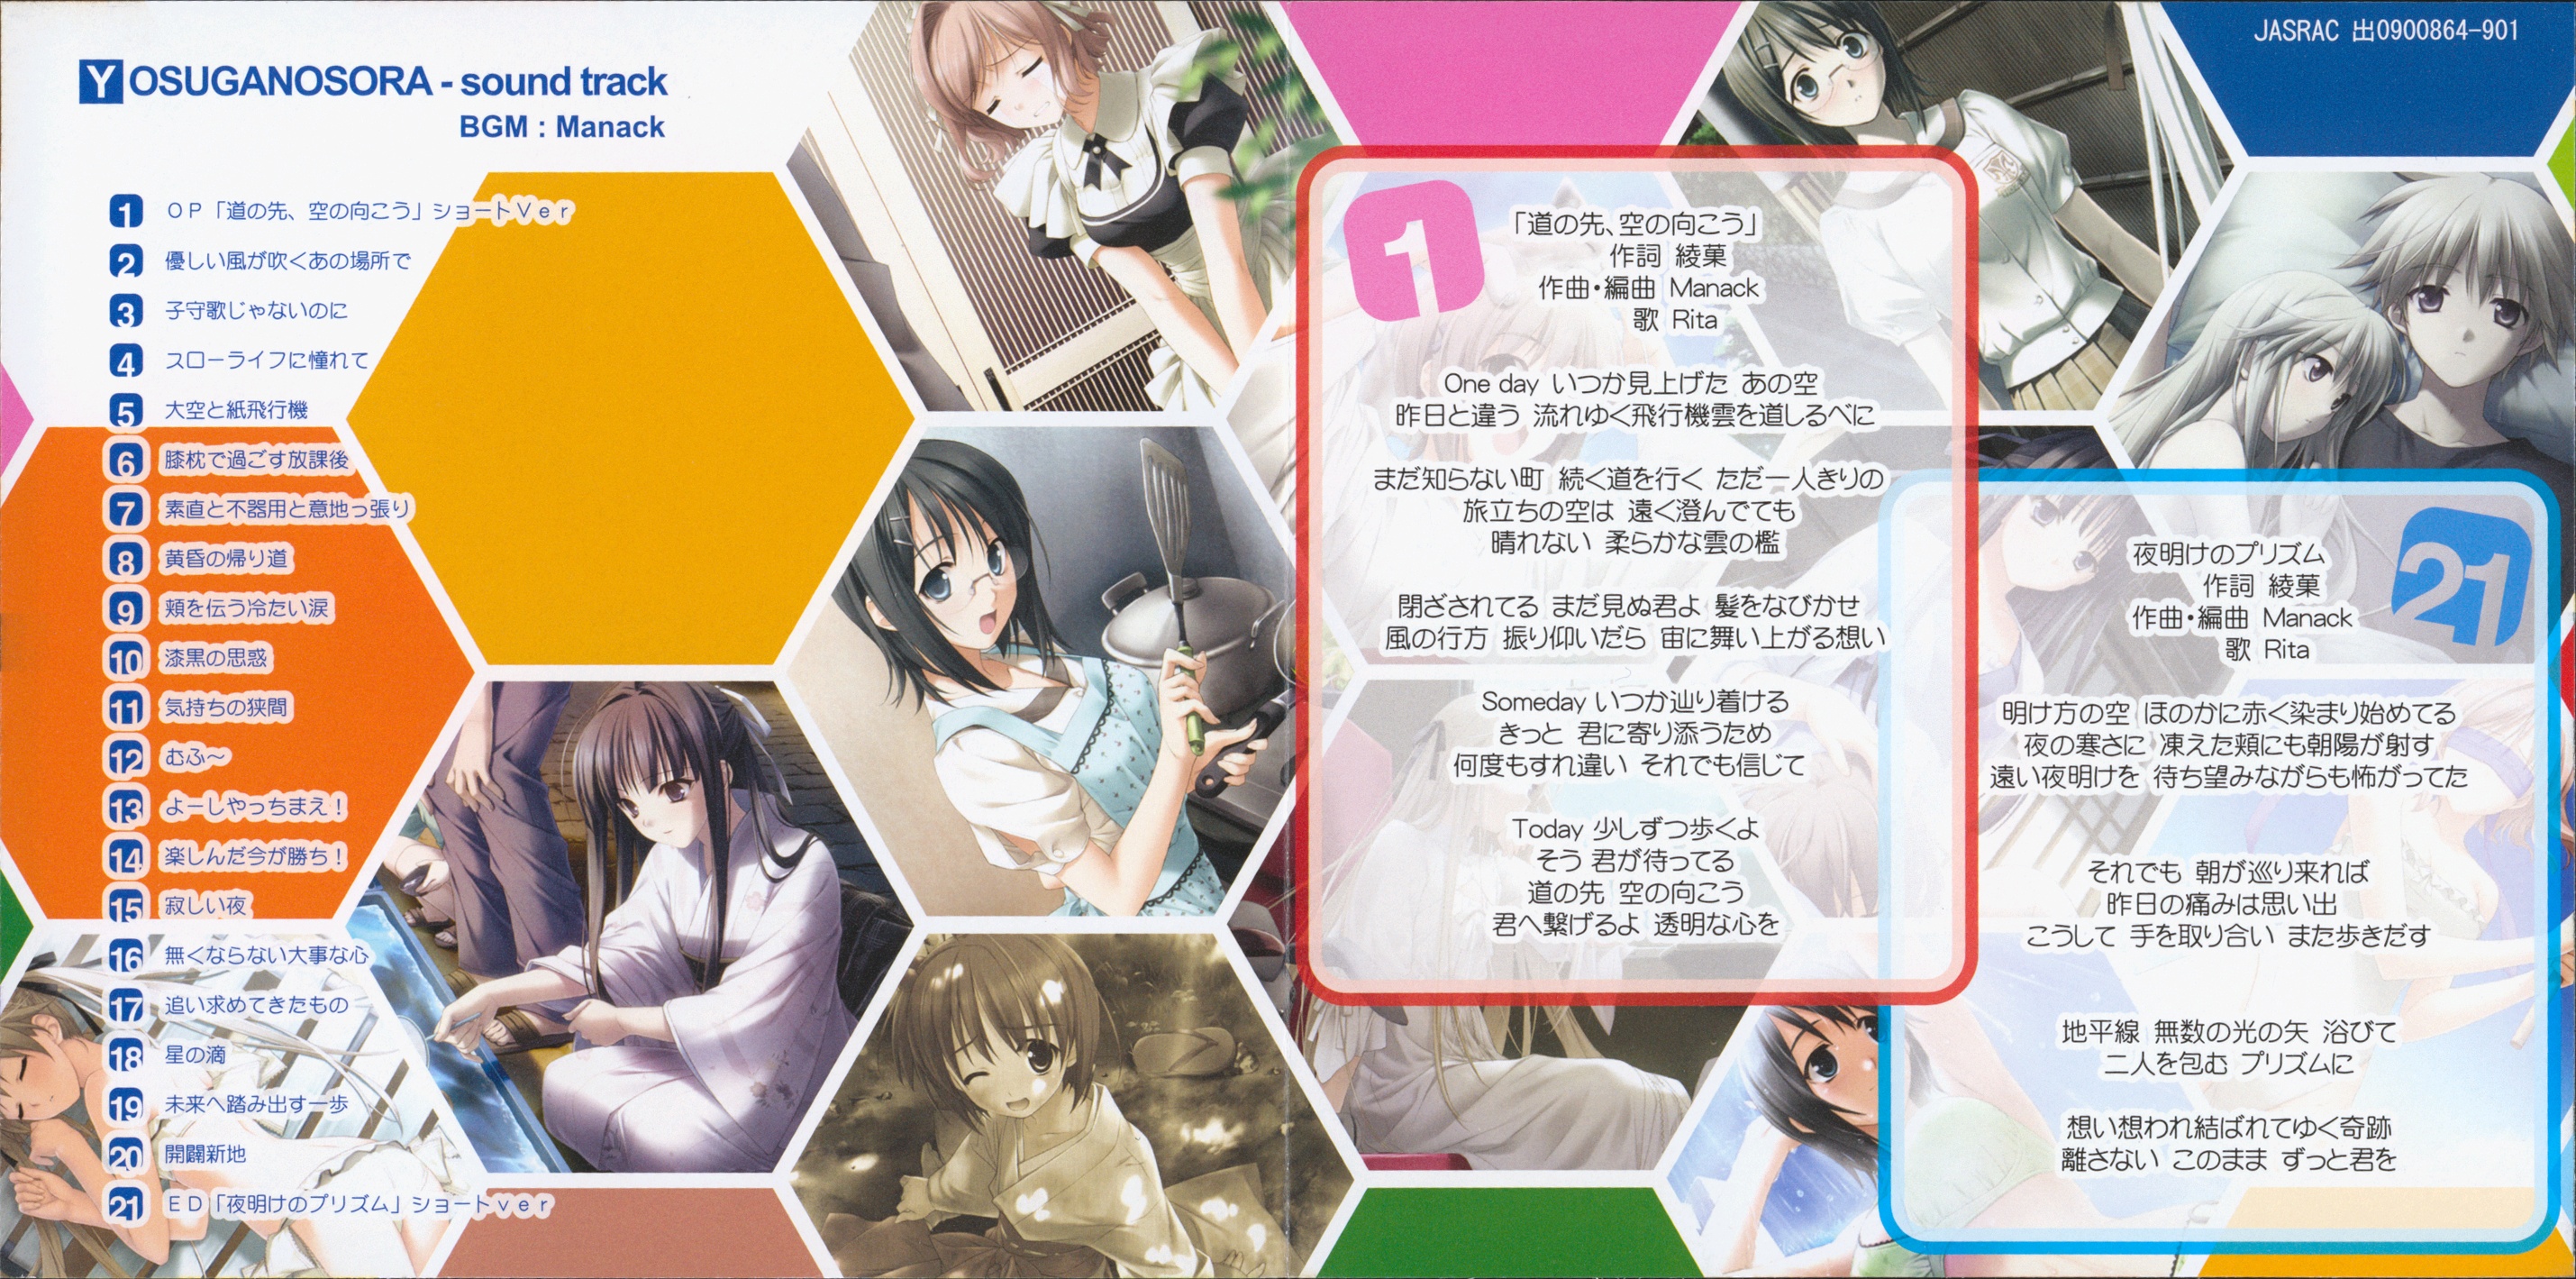 YOSUGANOSORA - sound track
BGM : Manack
1 OP「道の先、空の向こう」ショートVer
2 優しい風が吹くあの場所で
3 子守歌じゃないのに
4 スローライフに憧れて
5 大空と紙飛行機
6 膝枕で過ごす放課後
7 素直と不器用と意地っ張り
8 黄昏の帰り道
9 頬を伝う冷たい涙
10 漆黒の思惑
11 気持ちの狭間
12 むふ～
13 よーしやっちまえ！
14 楽しんだ今が勝ち！
15 寂しい夜
16 無くならない大事な心
17 追い求めてきたもの
18 星の滴
19 未来へ踏み出す一歩
20 開闢新地
21 ED「夜明けのプリズム」ショートver
JASRAC 出0900864-901
1
「道の先、空の向こう」
作詞 綾菓
作曲・編曲 Manack
歌 Rita
One day いつか見上げた あの空
昨日と違う 流れゆく飛行機雲を道しるべに
まだ知らない町 続く道を行く ただ一人きりの
旅立ちの空は 遠く澄んでても
晴れない 柔らかな雲の檻
閉ざされてる まだ見ぬ君よ 髪をなびかせ
風の行方 振り仰いだら 宙に舞い上がる想い
Someday いつか辿り着ける
きっと 君に寄り添うため
何度もすれ違い それでも信じて
Today 少しずつ歩くよ
そう 君が待ってる
道の先 空の向こう
君へ繋げるよ 透明な心を
21
夜明けのプリズム
作詞 綾菓
作曲・編曲 Manack
歌 Rita
明け方の空 ほのかに赤く染まり始めてる
夜の寒さに 凍えた頬にも朝陽が射す
遠い夜明けを 待ち望みながらも怖がってた
それでも 朝が巡り来れば
昨日の痛みは思い出
こうして 手を取り合い また歩きだす
地平線 無数の光の矢 浴びて
二人を包む プリズムに
想い想われ結ばれてゆく奇跡
離さない このまま ずっと君を